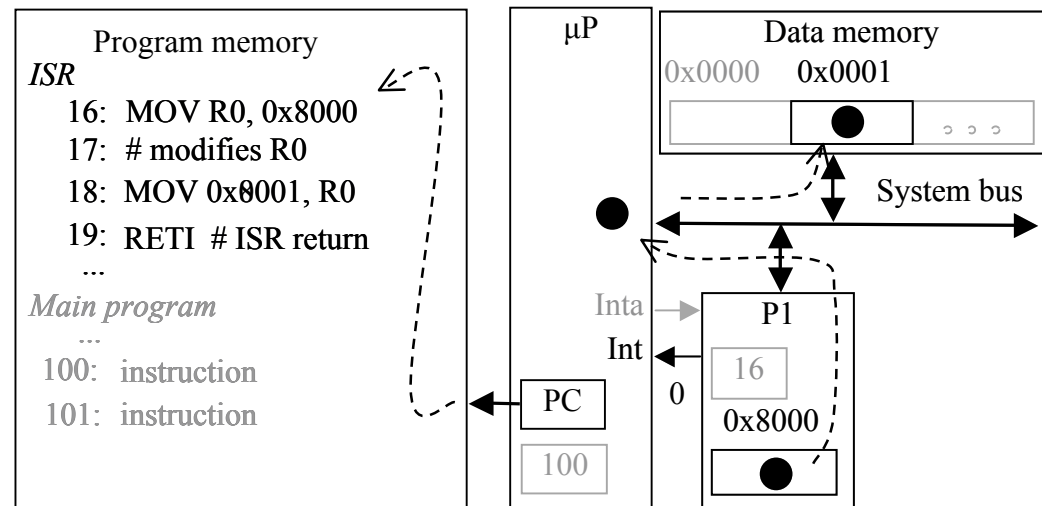 Program memory
ISR
16: MOV R0, 0x8000
17: # modifies R0
18: MOV 0x0001, R0
19: RETI # ISR return
...
Main program
...
100: instruction
101: instruction
μP
Inta
Int
PC
100
Data memory
0x0000 0x0001
System bus
P1
16
0
0x8000